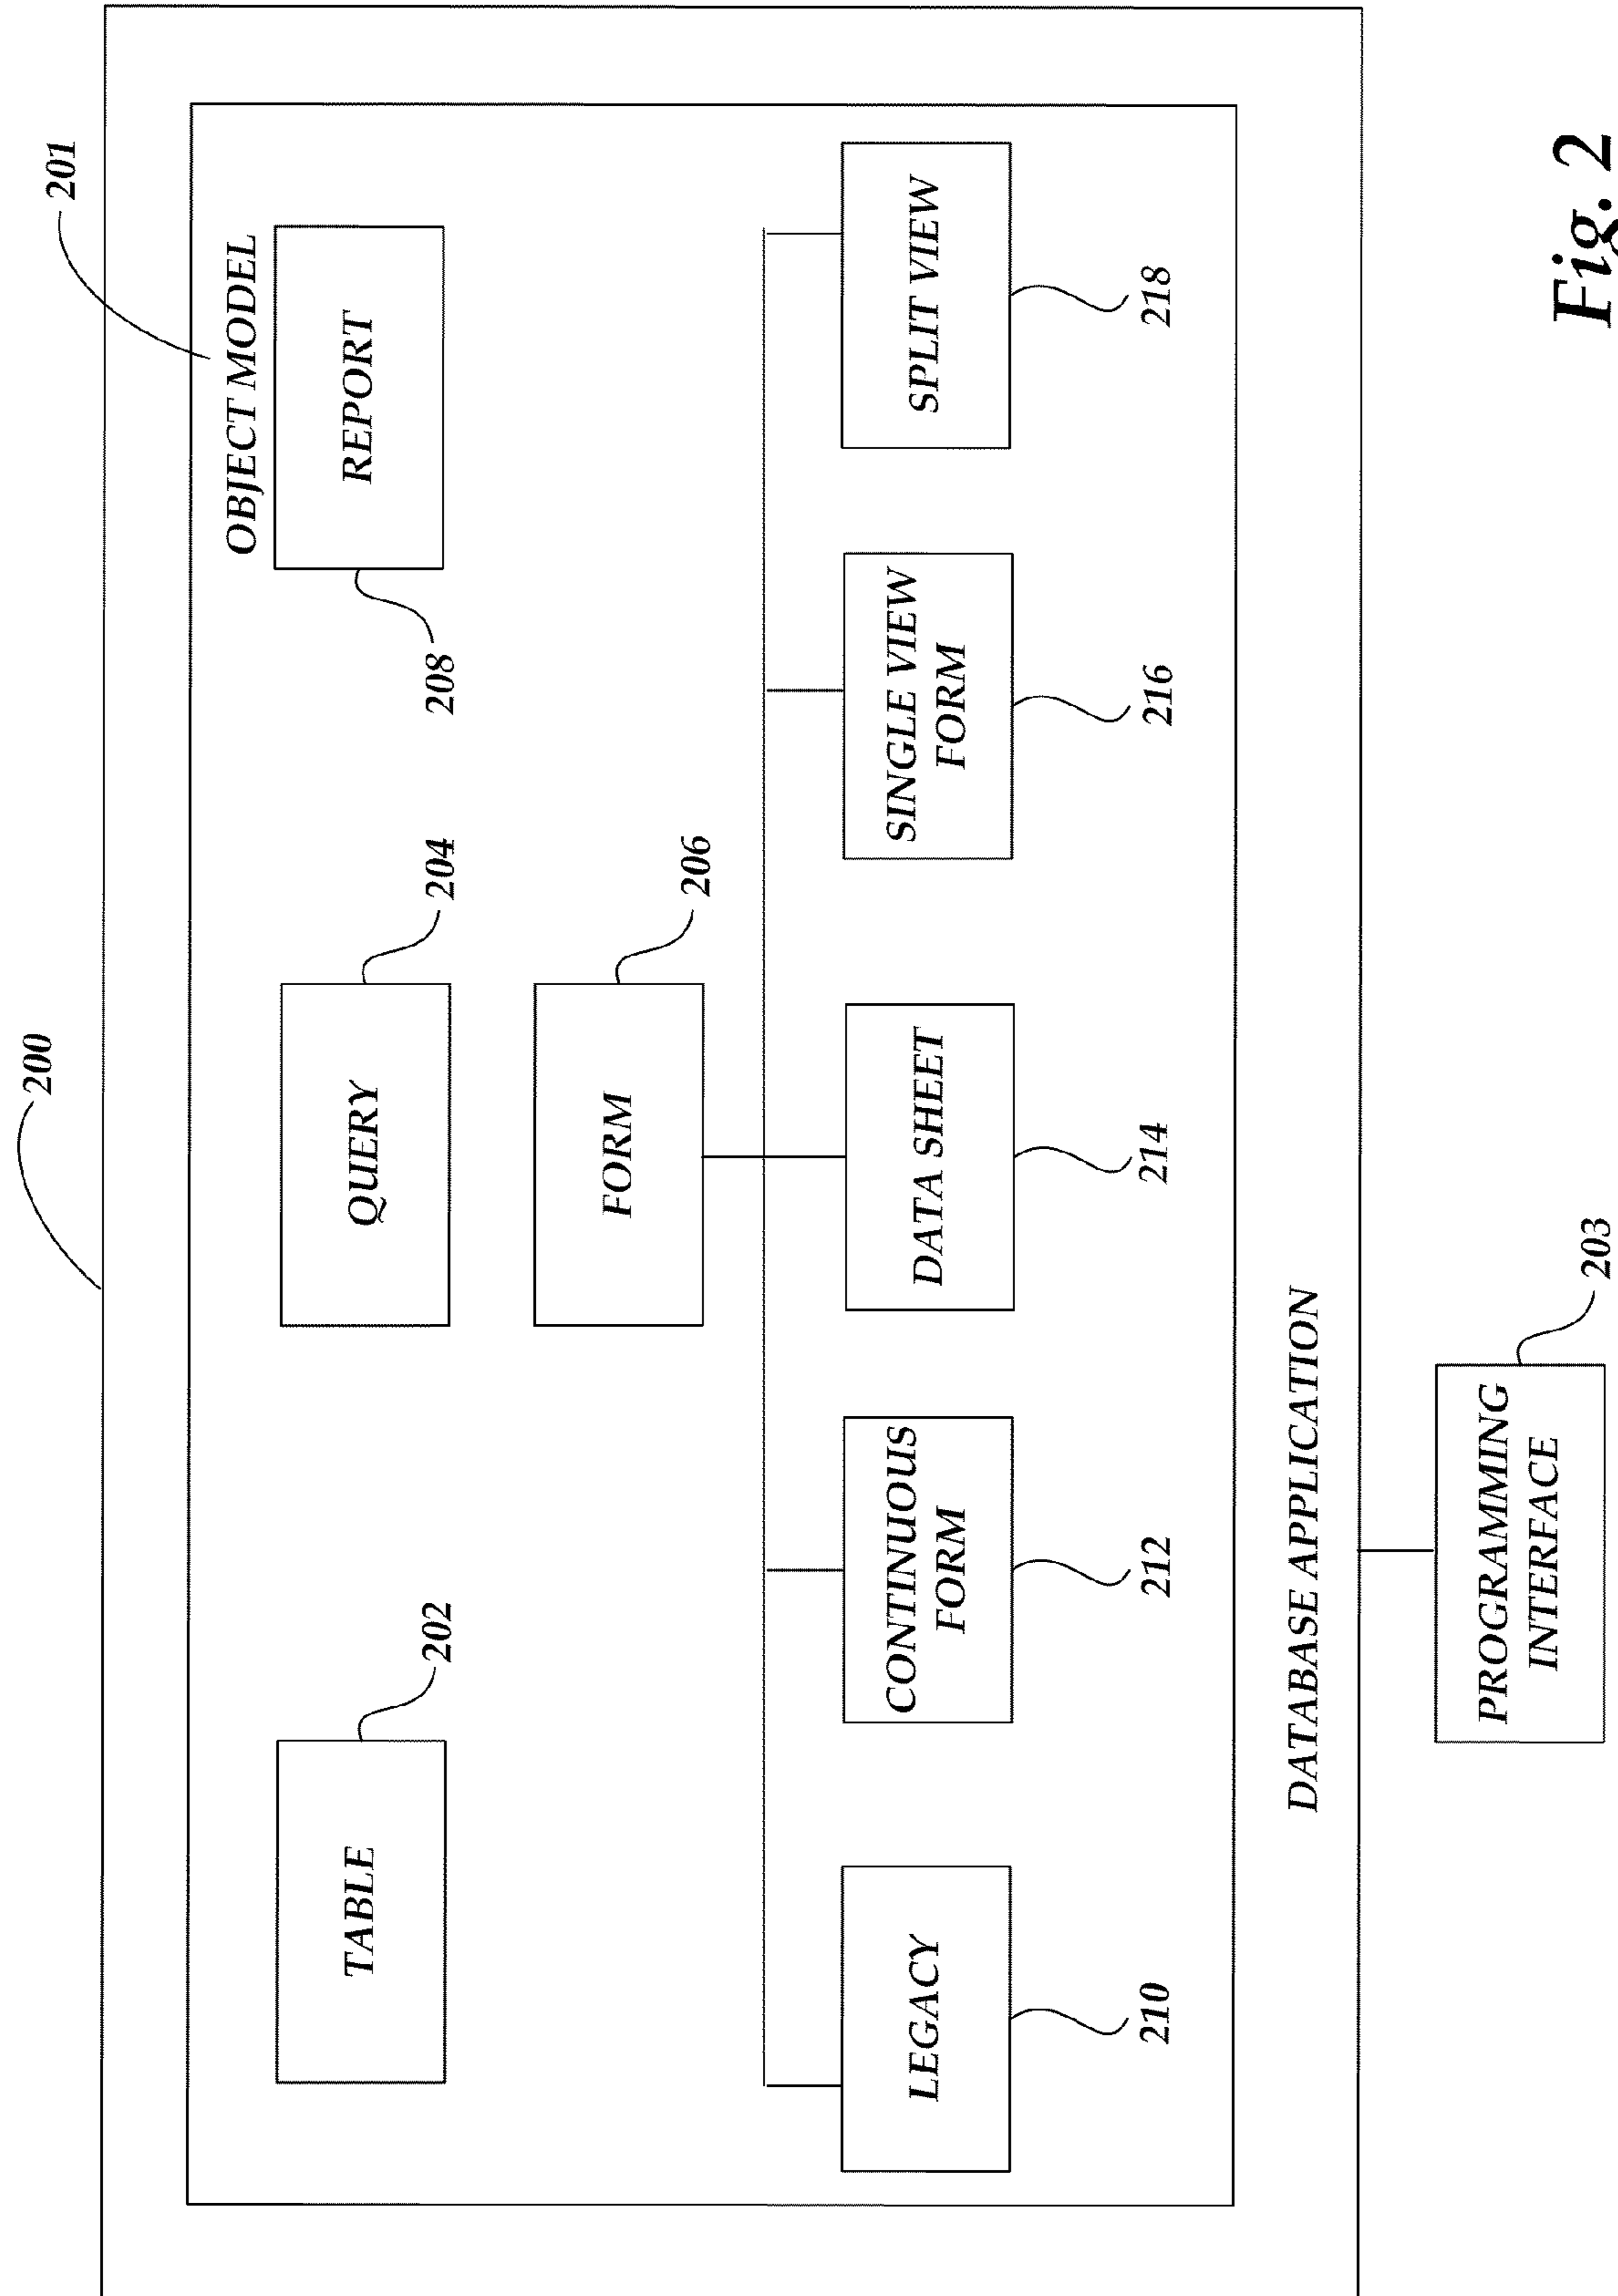 200
201
OBJECT MODEL
TABLE
QUERY
REPORT
202
204
208
FORM
206
LEGACY
CONTINUOUS
FORM
DATA SHEET
SINGLE VIEW
FORM
SPLIT VIEW
210
212
214
216
218
DATABASE APPLICATION
PROGRAMMING
INTERFACE
203
Fig. 2